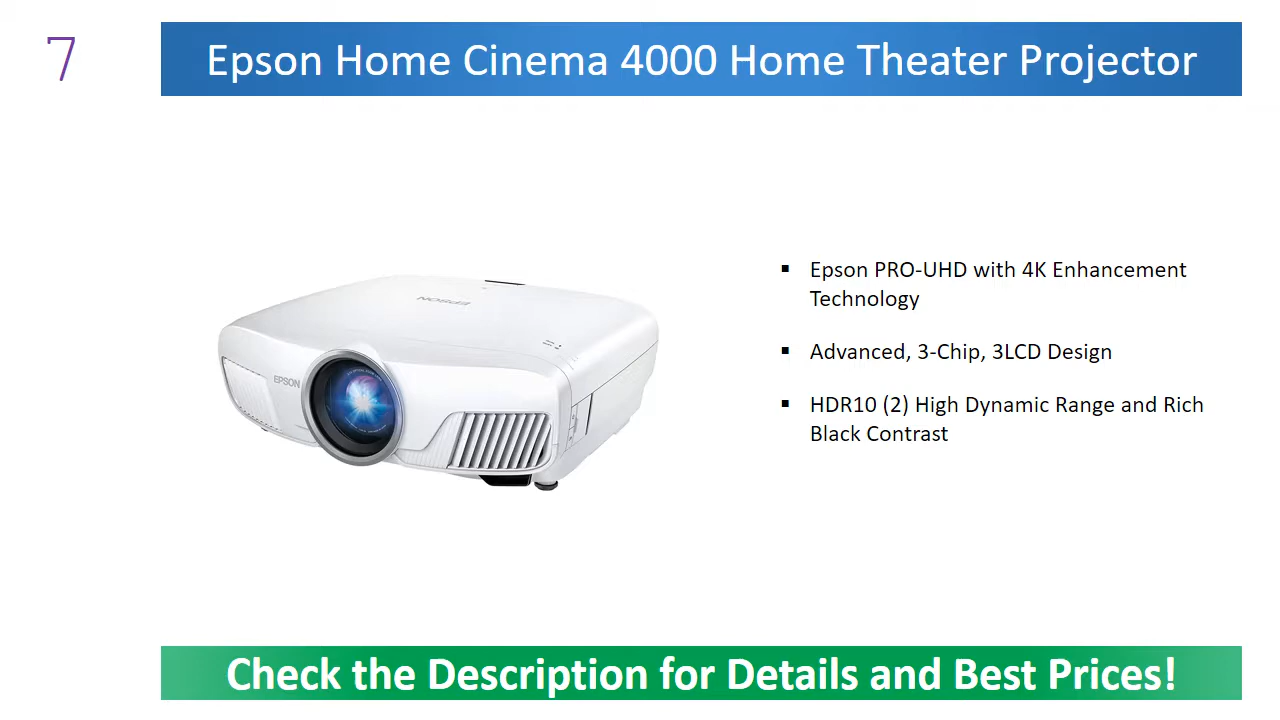 7
Epson Home Cinema 4000 Home Theater Projector
▪ Epson PRO-UHD with 4K Enhancement
Technology
▪ Advanced, 3-Chip, 3LCD Design
▪ HDR10 (2) High Dynamic Range and Rich
Black Contrast
EPSON
EPSON
Check the Description for Details and Best Prices!